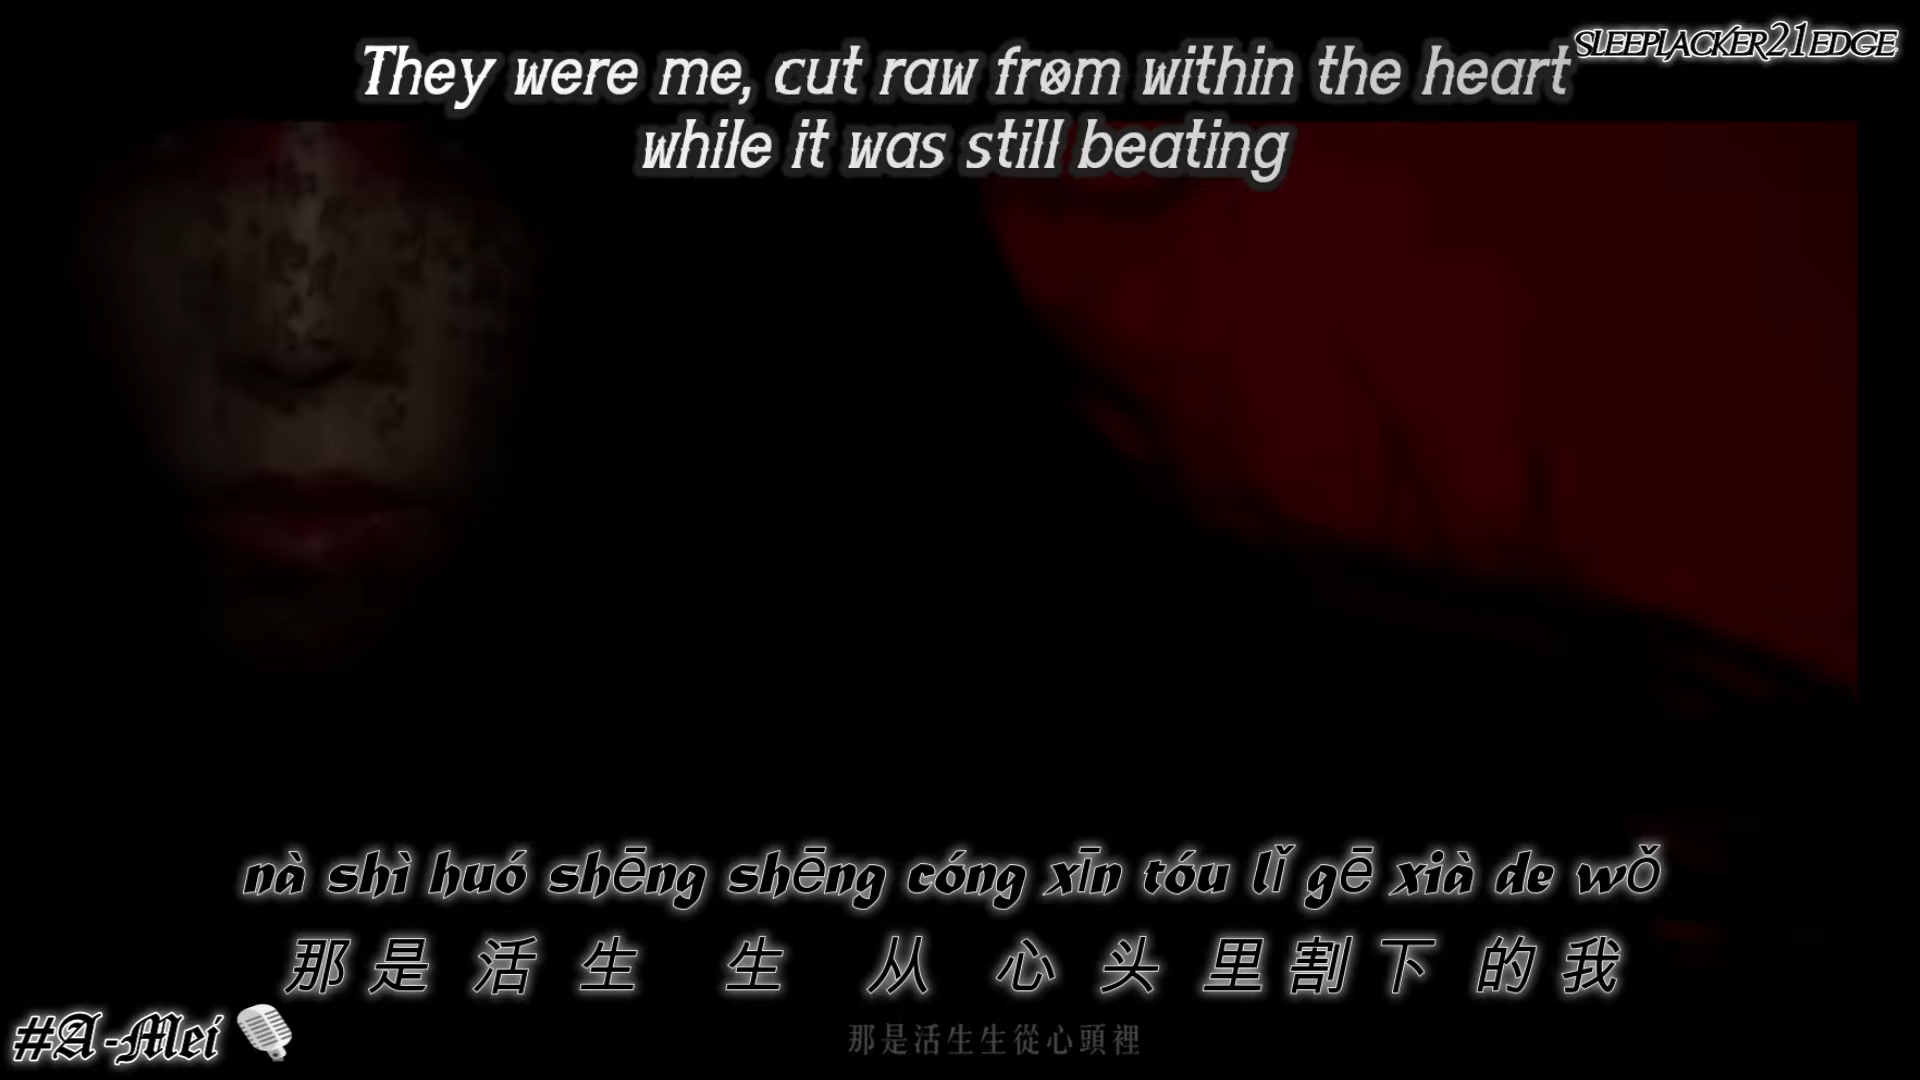 SLEEPLACKER21EDGE
They were me, cut raw from within the heart
while it was still beating
nà shì huó shēng shēng cóng xīn tóu lǐ gē xià de wǒ
那是活生生从心头里割下的我
#A-Mei
那是活生生從心頭裡